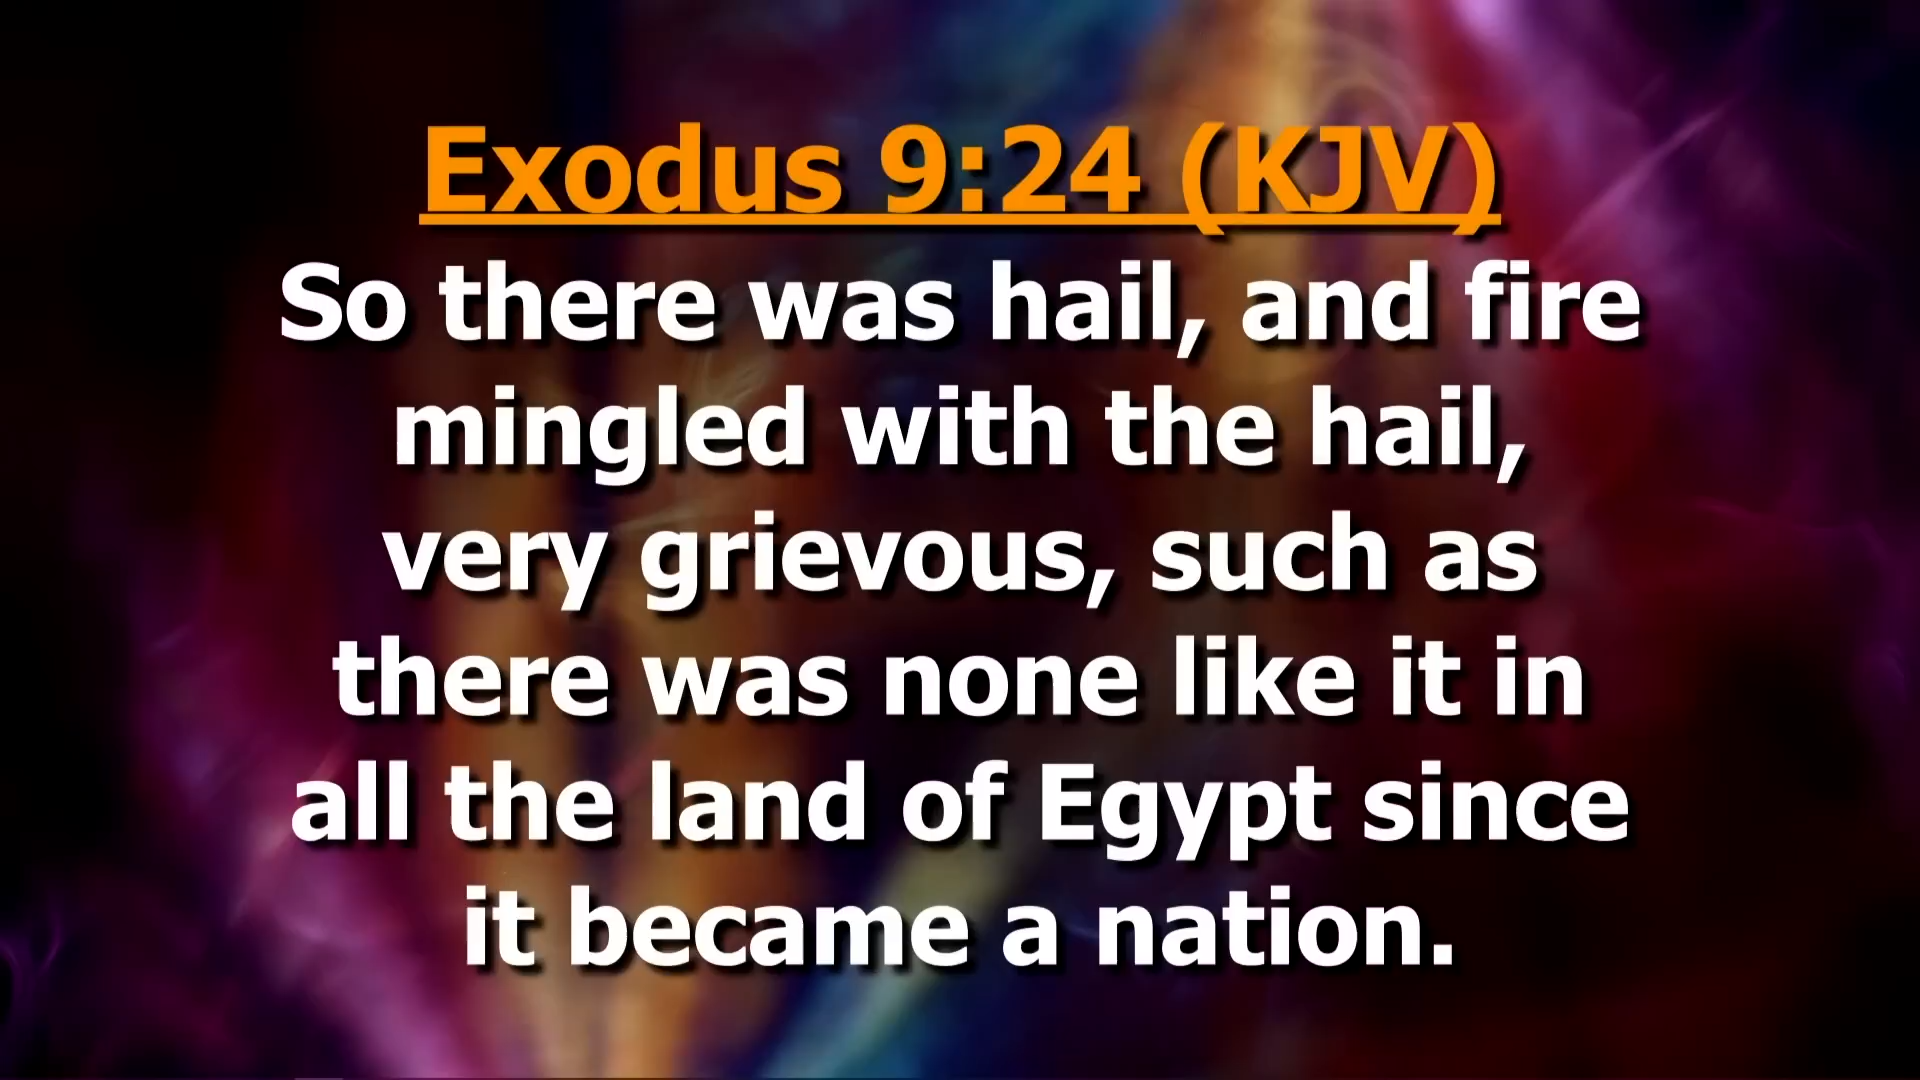 Exodus 9:24 (KJV)
So there was hail, and fire
mingled with the hail,
very grievous, such as
there was none like it in
all the land of Egypt since
it became a nation.